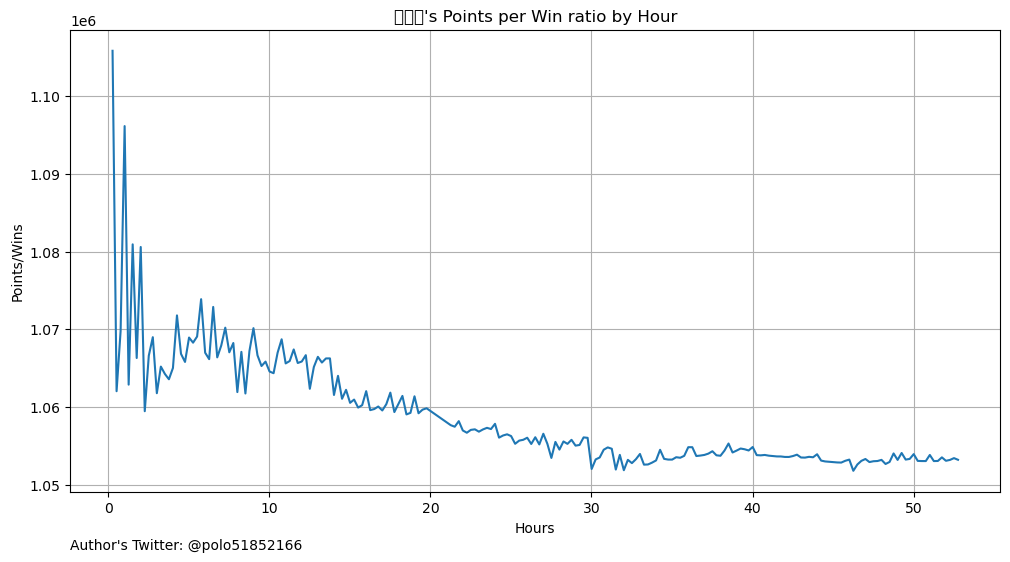 𝅺's Points per Win ratio by Hour
1e6
1.10
1.09
1.08
1.07
1.06
1.05
Points/Wins
0 10 20 30 40 50
Hours
Author's Twitter: @polo51852166